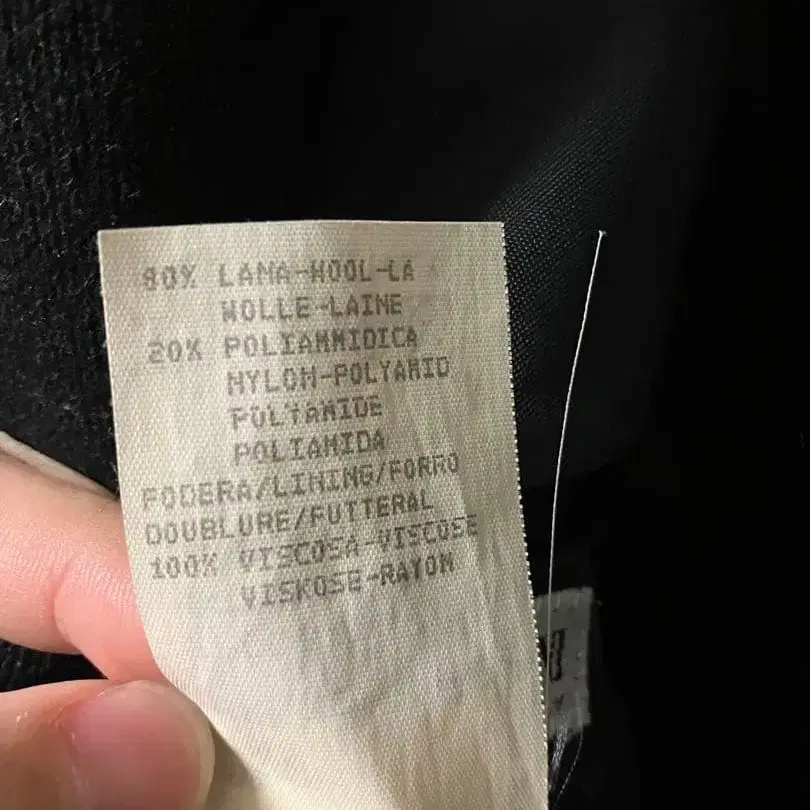 80% LANA-WOOL-LA
WOLLE-LAINE
20% POLIAMMIDICA
NYLON-POLYAMID
POLYAMIDE
POLIAMIDA
FODERA/LINING/FORRO
DOUBLURE/FUTTERAL
100% VISCOSA-VISCOSE
VISKOSE-RAYON